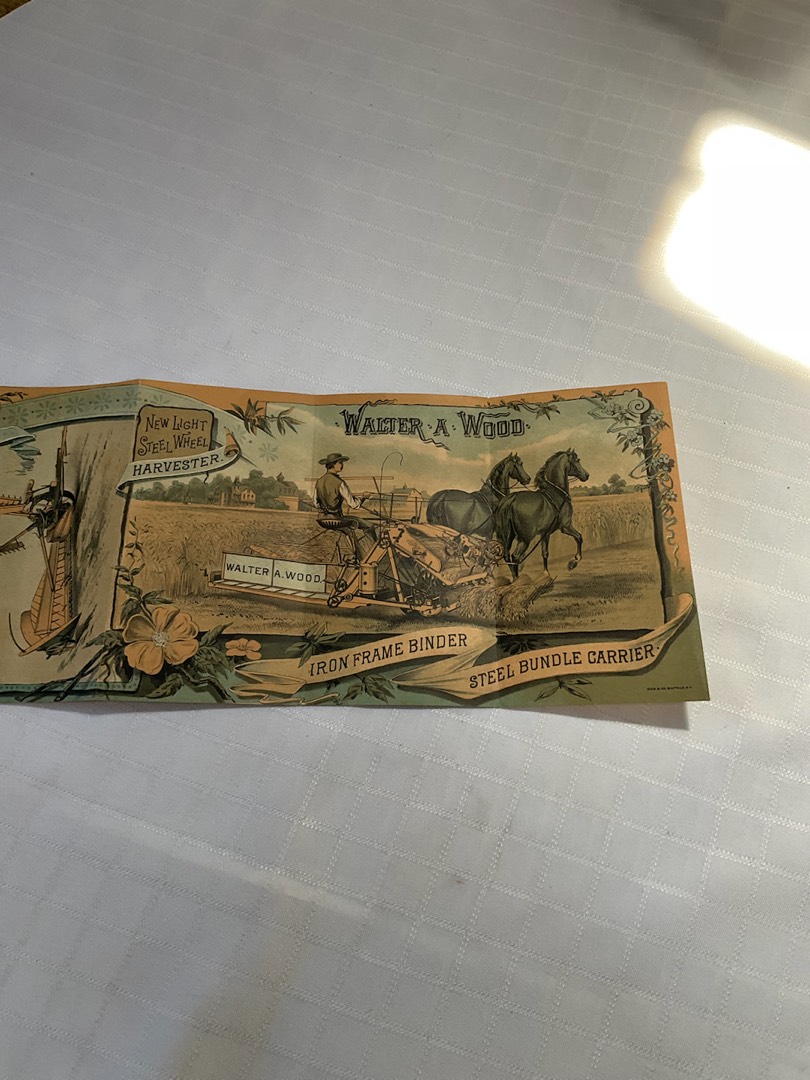 NEW LIGHT
STEEL WHEEL
HARVESTER.
WALTER · A · WOOD
WALTER A. WOOD.
IRON FRAME BINDER
STEEL BUNDLE CARRIER.